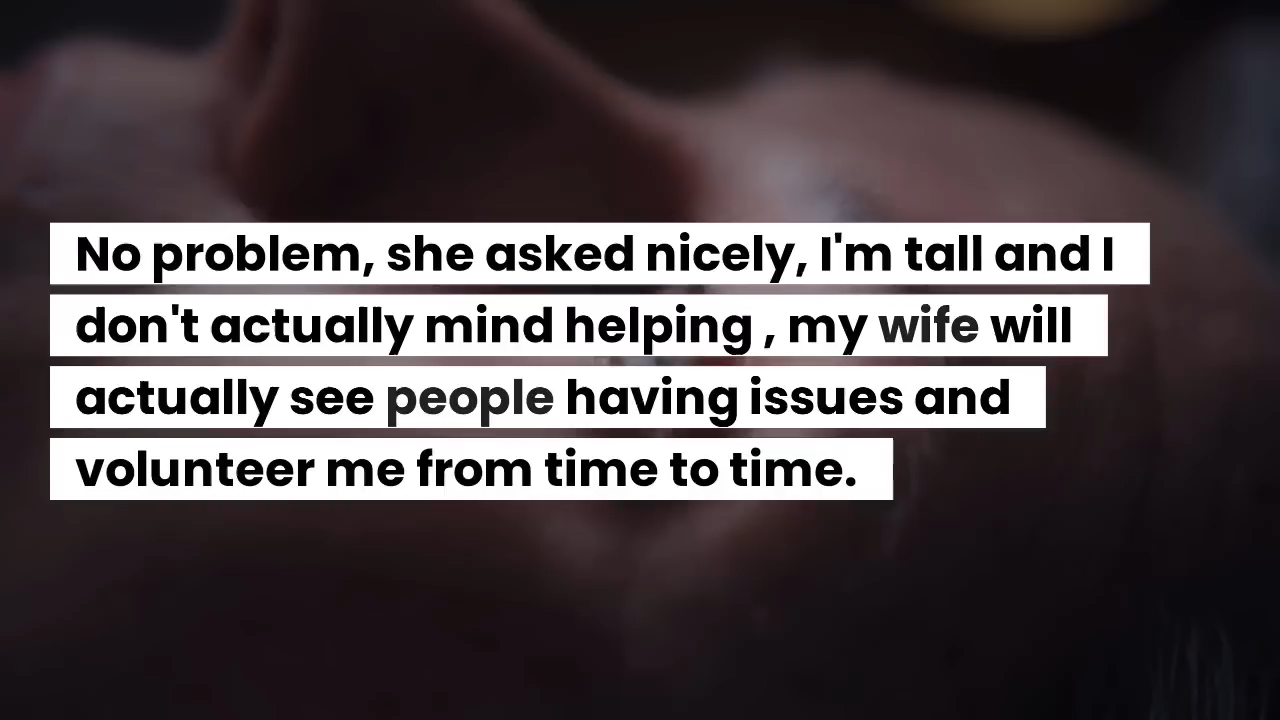 No problem, she asked nicely, I'm tall and I
don't actually mind helping , my wife will
actually see people having issues and
volunteer me from time to time.